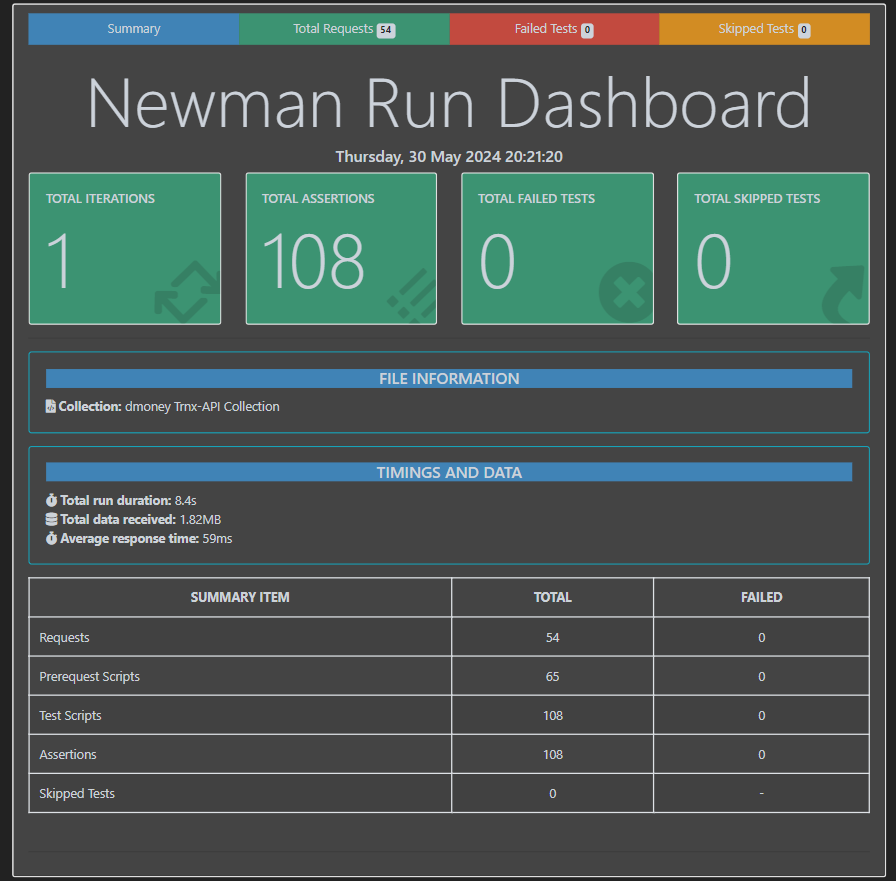 Summary Total Requests 54 Failed Tests 0 Skipped Tests 0
Newman Run Dashboard
Thursday, 30 May 2024 20:21:20
TOTAL ITERATIONS TOTAL ASSERTIONS TOTAL FAILED TESTS TOTAL SKIPPED TESTS
1 108 0 0
FILE INFORMATION
Collection: dmoney Trnx-API Collection
TIMINGS AND DATA
Total run duration: 8.4s
Total data received: 1.82MB
Average response time: 59ms
SUMMARY ITEM TOTAL FAILED
Requests 54 0
Prerequest Scripts 65 0
Test Scripts 108 0
Assertions 108 0
Skipped Tests 0 -